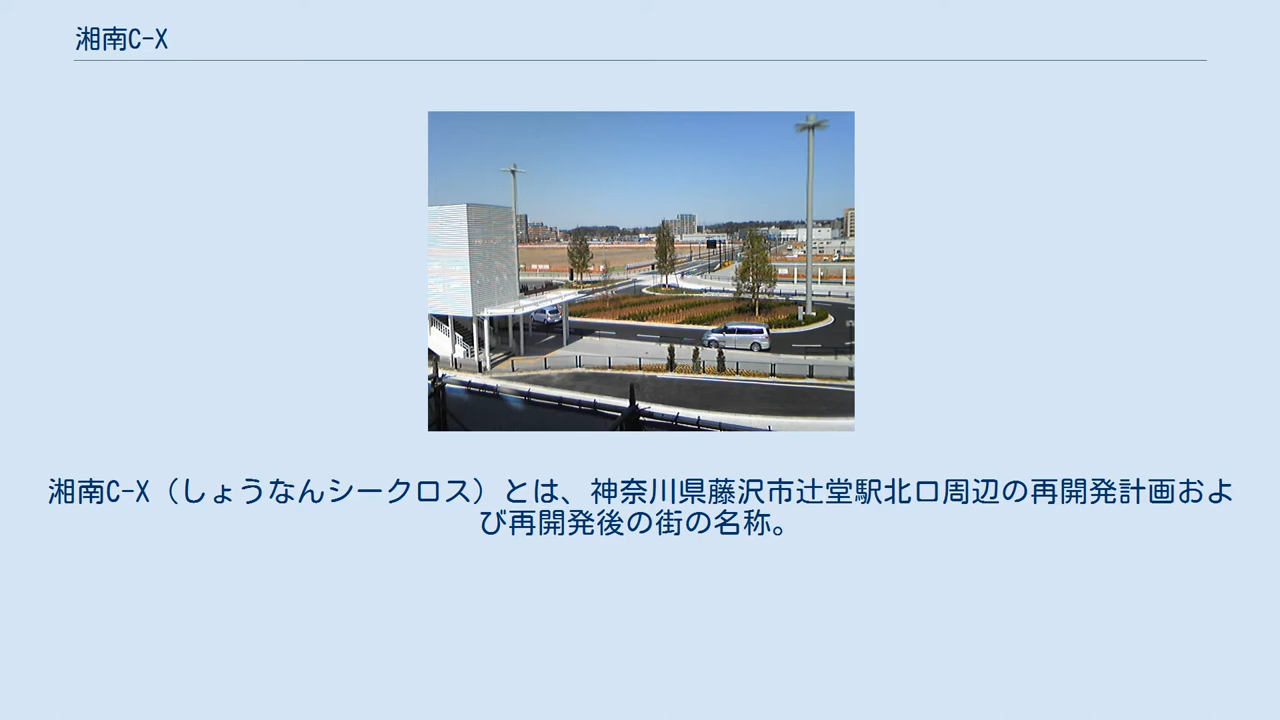 湘南C-X
湘南C-X（しょうなんシークロス）とは、神奈川県藤沢市辻堂駅北口周辺の再開発計画およ
び再開発後の街の名称。